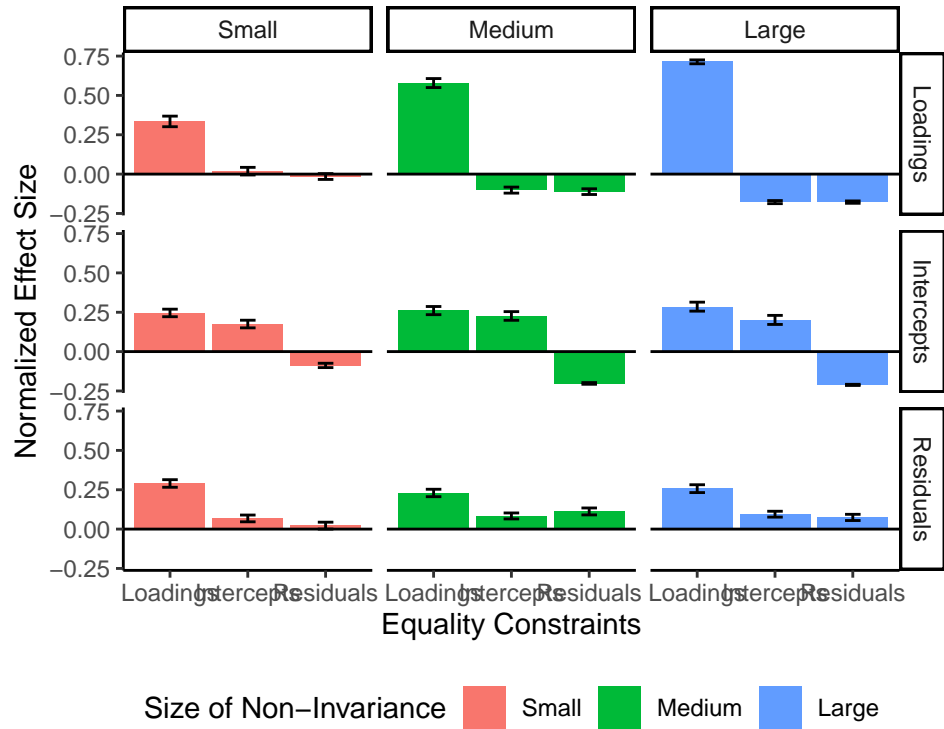 Small Medium Large
Normalized Effect Size
0.75
0.50
0.25
0.00
−0.25
Loadings
0.75
0.50
0.25
0.00
−0.25
Intercepts
0.75
0.50
0.25
0.00
−0.25
Residuals
Loadings Intercepts Residuals Loadings Intercepts Residuals Loadings Intercepts Residuals
Equality Constraints
Size of Non−Invariance Small Medium Large